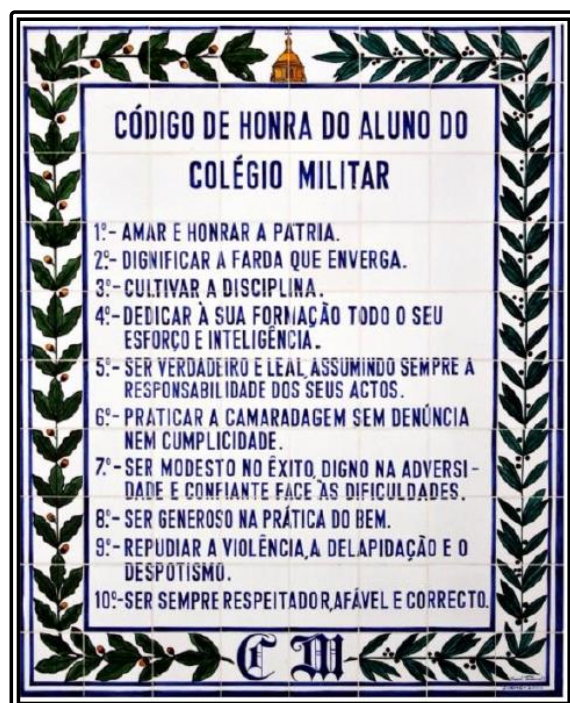 CÓDIGO DE HONRA DO ALUNO DO
COLÉGIO MILITAR
1º.- AMAR E HONRAR A PÁTRIA.
2º.- DIGNIFICAR A FARDA QUE ENVERGA.
3º.- CULTIVAR A DISCIPLINA.
4º.- DEDICAR À SUA FORMAÇÃO TODO O SEU
ESFORÇO E INTELIGÊNCIA.
5º.- SER VERDADEIRO E LEAL, ASSUMINDO SEMPRE A
RESPONSABILIDADE DOS SEUS ACTOS.
6º.- PRATICAR A CAMARADAGEM SEM DENÚNCIA
NEM CUMPLICIDADE.
7º.- SER MODESTO NO ÊXITO, DIGNO NA ADVERSI-
DADE E CONFIANTE FACE ÀS DIFICULDADES.
8º.- SER GENEROSO NA PRÁTICA DO BEM.
9º.- REPUDIAR A VIOLÊNCIA, A DELAPIDAÇÃO E O
DESPOTISMO.
10º.- SER SEMPRE RESPEITADOR, AFÁVEL E CORRECTO.
C M